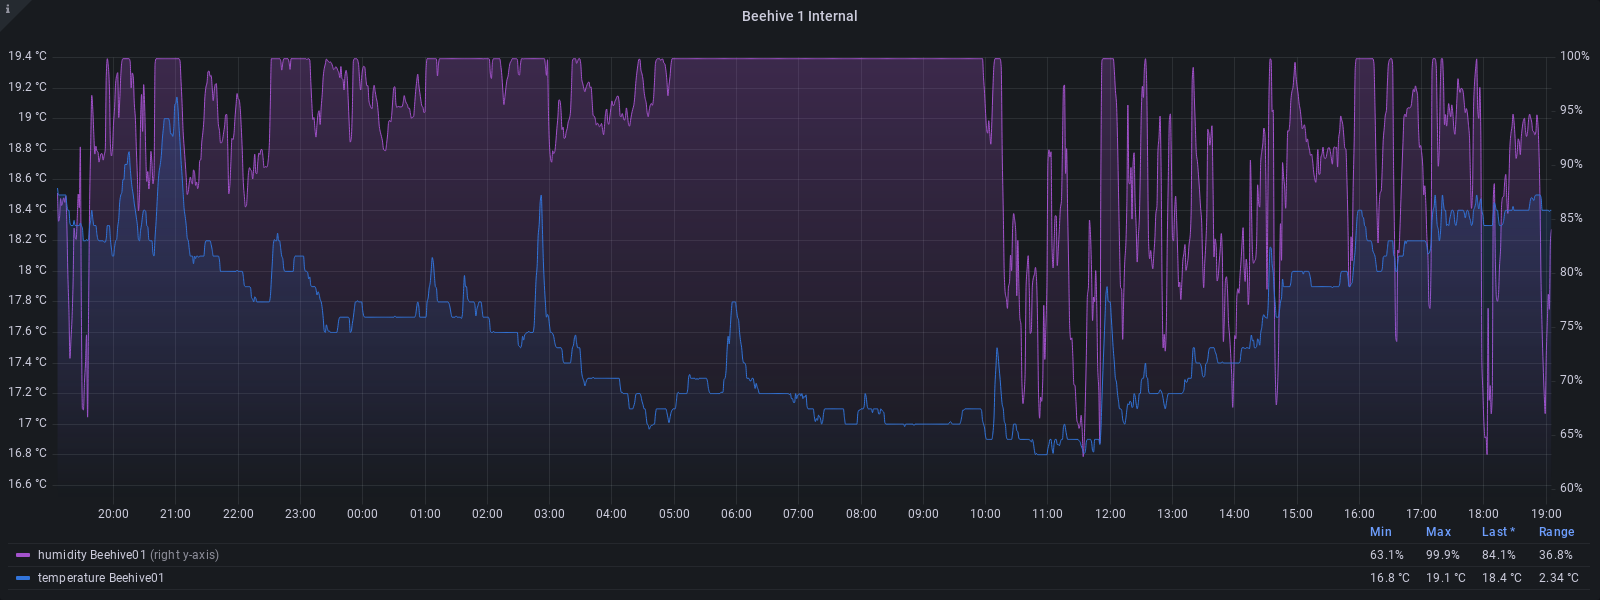 i
Beehive 1 Internal
19.4 °C 100%
19.2 °C
19 °C 95%
18.8 °C
18.6 °C 90%
18.4 °C
18.2 °C 85%
18 °C 80%
17.8 °C
17.6 °C 75%
17.4 °C
17.2 °C 70%
17 °C 65%
16.8 °C
16.6 °C 60%
20:00 21:00 22:00 23:00 00:00 01:00 02:00 03:00 04:00 05:00 06:00 07:00 08:00 09:00 10:00 11:00 12:00 13:00 14:00 15:00 16:00 17:00 18:00 19:00
Min Max Last * Range
humidity Beehive01 (right y-axis) 63.1% 99.9% 84.1% 36.8%
temperature Beehive01 16.8 °C 19.1 °C 18.4 °C 2.34 °C